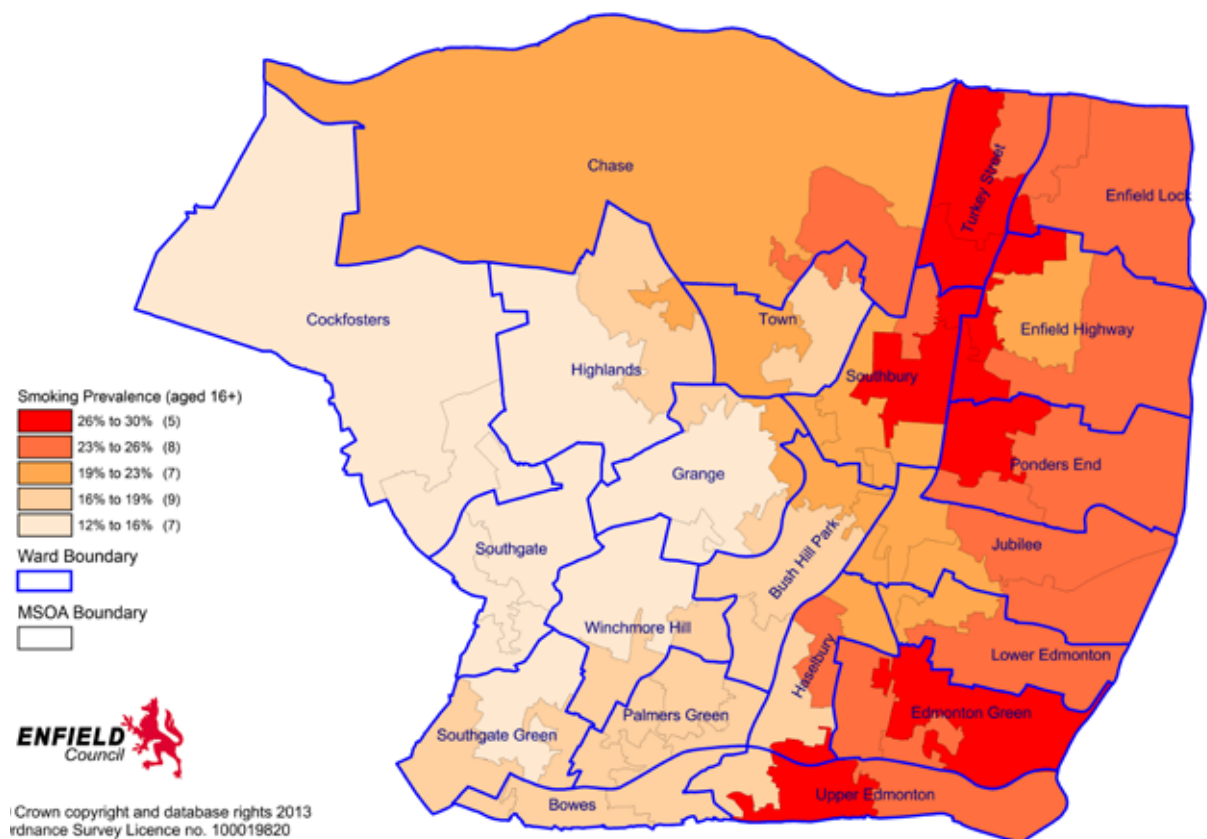 Chase
Turkey Street
Enfield Lock
Cockfosters
Town
Enfield Highway
Highlands
Southbury
Smoking Prevalence (aged 16+)
26% to 30% (5)
23% to 26% (8)
19% to 23% (7)
16% to 19% (9)
12% to 16% (7)
Ward Boundary
MSOA Boundary
Grange
Ponders End
Southgate
Bush Hill Park
Jubilee
Winchmore Hill
Haselbury
Lower Edmonton
Palmers Green
Edmonton Green
Southgate Green
Bowes
Upper Edmonton
ENFIELD
Council
Crown copyright and database rights 2013
rdnance Survey Licence no. 100019820